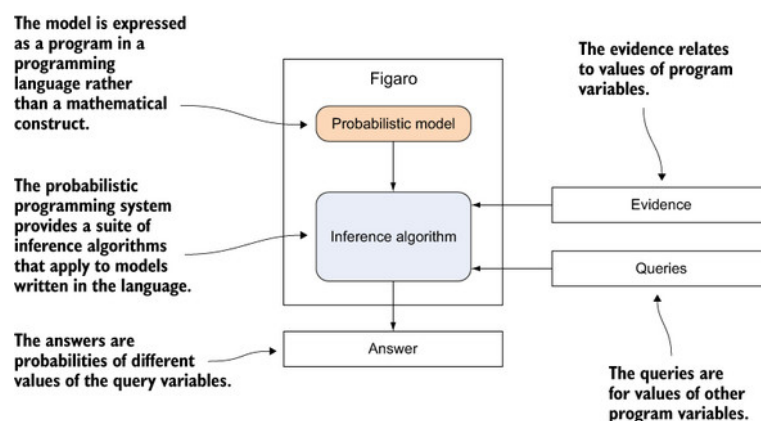 The model is expressed
as a program in a
programming
language rather
than a mathematical
construct.
Figaro
Probabilistic model
The evidence relates
to values of program
variables.
The probabilistic
programming system
provides a suite of
inference algorithms
that apply to models
written in the language.
Inference algorithm
Evidence
Queries
The answers are
probabilities of different
values of the query variables.
Answer
The queries are
for values of other
program variables.